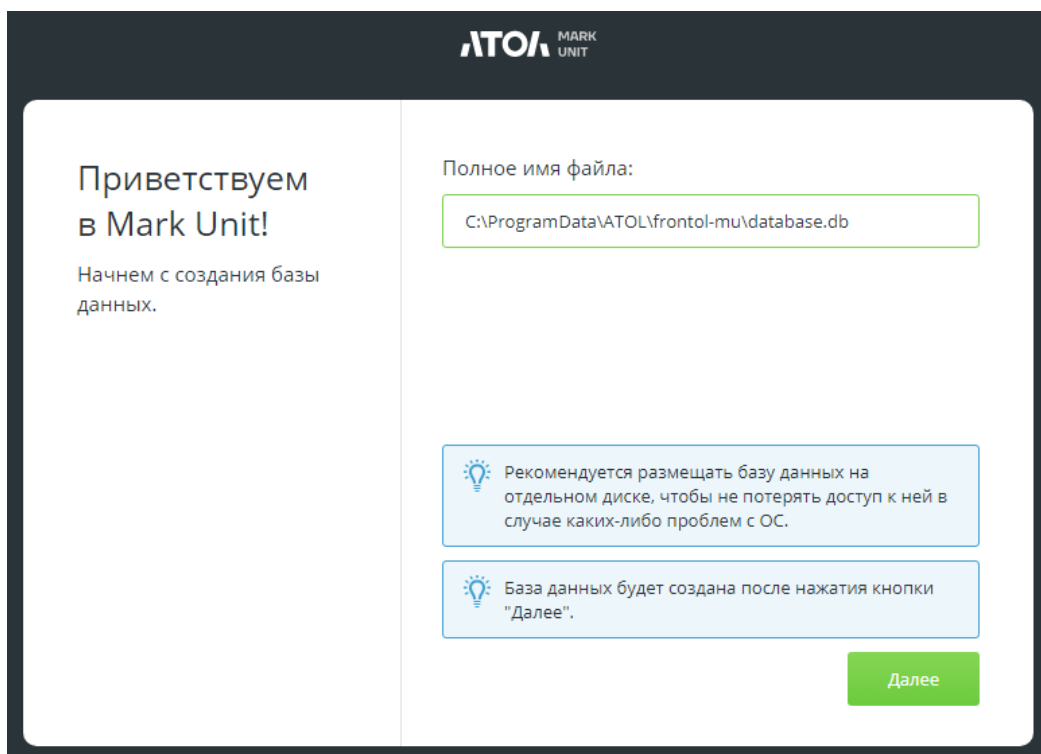 АТОЛ MARK
UNIT
Приветствуем
в Mark Unit!
Начнем с создания базы
данных.
Полное имя файла:
C:\ProgramData\ATOL\frontol-mu\database.db
Рекомендуется размещать базу данных на
отдельном диске, чтобы не потерять доступ к ней в
случае каких-либо проблем с ОС.
База данных будет создана после нажатия кнопки
"Далее".
Далее